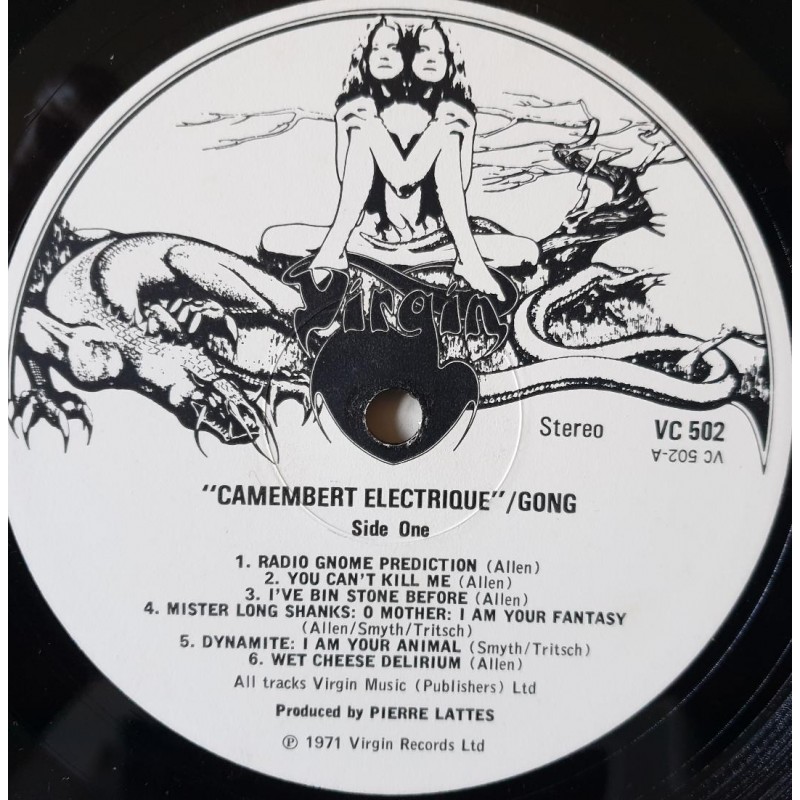 Virgin
Stereo VC 502
VC 502-A
"CAMEMBERT ELECTRIQUE"/GONG
Side One
1. RADIO GNOME PREDICTION (Allen)
2. YOU CAN'T KILL ME (Allen)
3. I'VE BIN STONE BEFORE (Allen)
4. MISTER LONG SHANKS: O MOTHER: I AM YOUR FANTASY
(Allen/Smyth/Tritsch)
5. DYNAMITE: I AM YOUR ANIMAL (Smyth/Tritsch)
6. WET CHEESE DELIRIUM (Allen)
All tracks Virgin Music (Publishers) Ltd
Produced by PIERRE LATTES
℗ 1971 Virgin Records Ltd